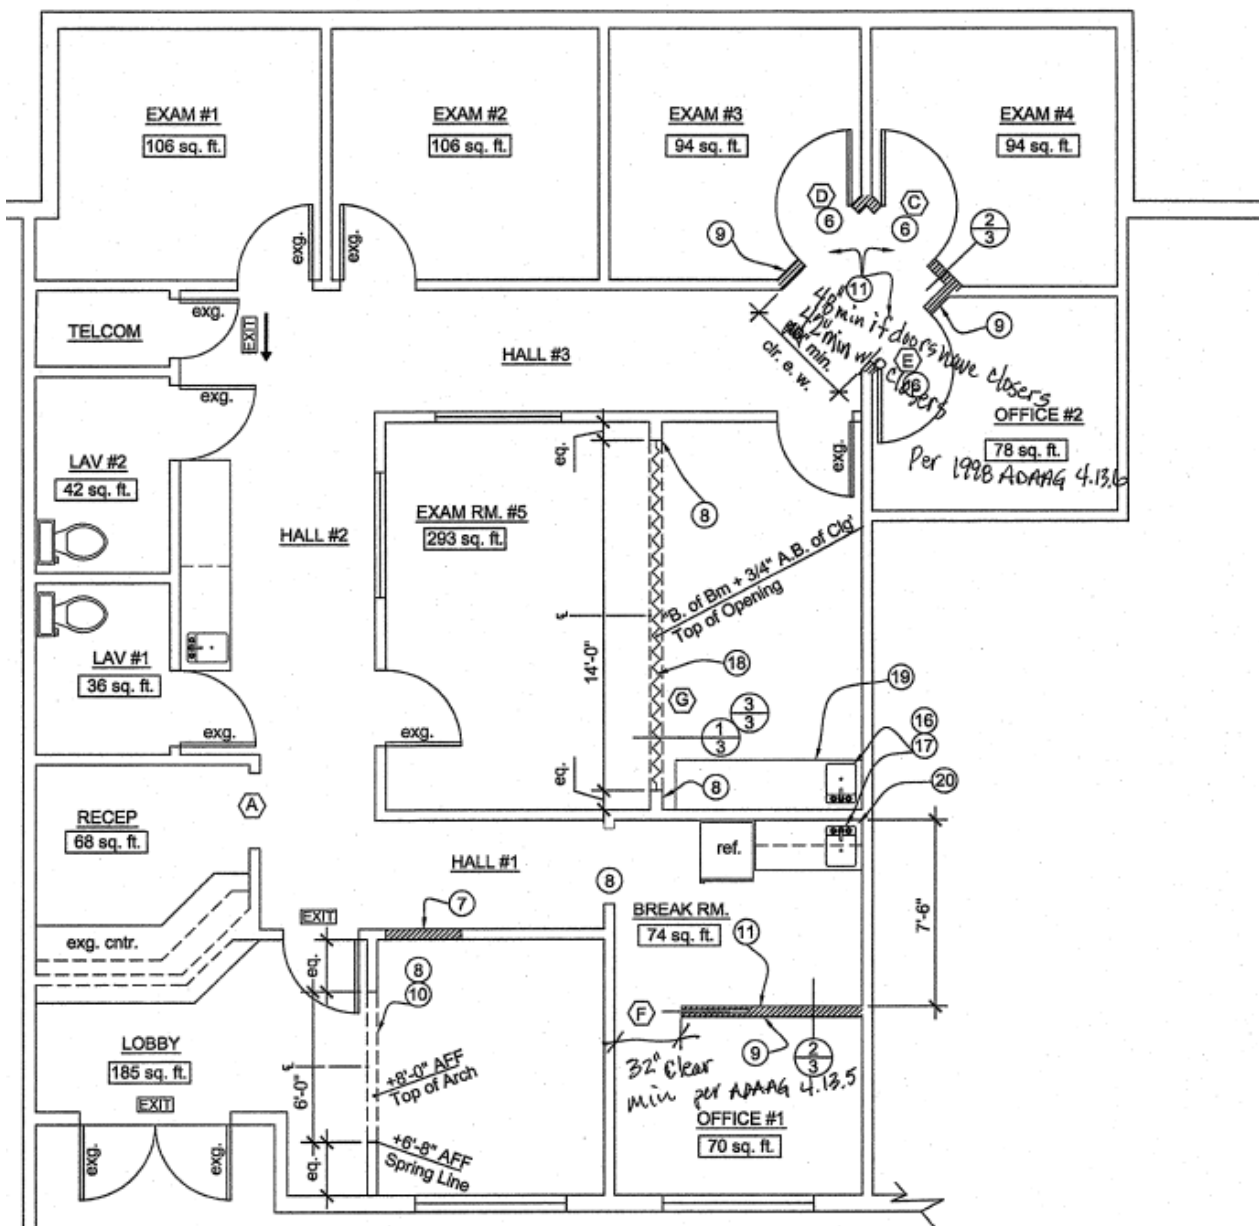 EXAM #1
106 sq. ft.
EXAM #2
106 sq. ft.
EXAM #3
94 sq. ft.
EXAM #4
94 sq. ft.
D
6
C
6
2
3
9
exg.
exg.
11
9
TELCOM
exg.
EXIT
HALL #3
48" min if doors have closers
42" min w/o closers
min.
clr. e. w.
E
6
OFFICE #2
78 sq. ft.
Per 1998 ADAAG 4.13.6
exg.
LAV #2
42 sq. ft.
HALL #2
EXAM RM. #5
293 sq. ft.
eq.
8
exg.
"B. of Bm + 3/4" A.B. of Clg'
Top of Opening
14'-0"
18
G
19
LAV #1
36 sq. ft.
exg.
exg.
3
3
1
3
16
17
eq.
8
20
A
RECEP
68 sq. ft.
HALL #1
ref.
8
7'-6"
BREAK RM.
74 sq. ft.
7
EXIT
exg. cntr.
eq.
8
10
11
F
9
2
3
LOBBY
185 sq. ft.
EXIT
6'-0"
+8'-0" AFF
Top of Arch
32" Clear
min per ADAAG 4.13.5
OFFICE #1
70 sq. ft.
exg.
exg.
eq.
+6'-8" AFF
Spring Line